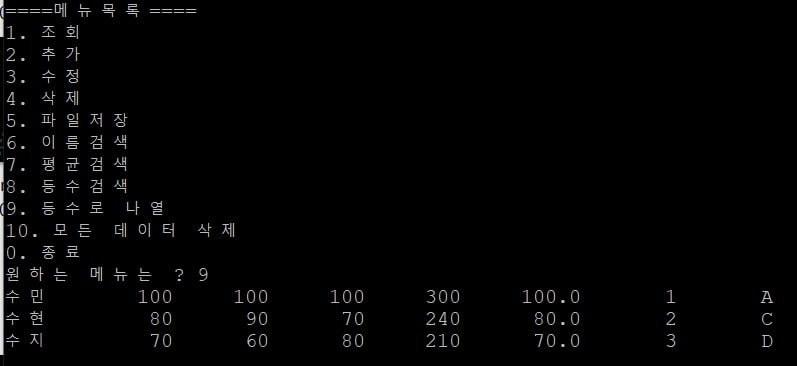 ====메뉴목록====
1. 조회
2. 추가
3. 수정
4. 삭제
5. 파일저장
6. 이름검색
7. 평균검색
8. 등수검색
9. 등수로 나열
10. 모든 데이터 삭제
0. 종료
원하는 메뉴는 ? 9
수민 100 100 100 300 100.0 1 A
수현 80 90 70 240 80.0 2 C
수지 70 60 80 210 70.0 3 D